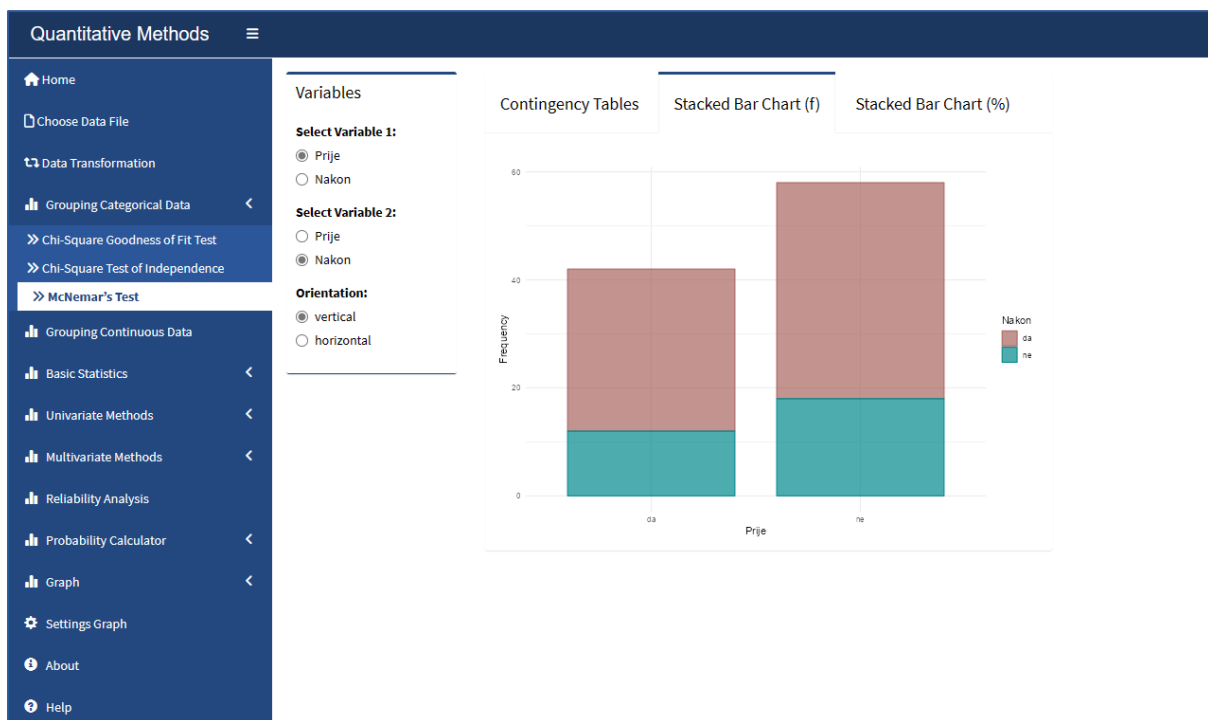 Quantitative Methods
Home
Choose Data File
Data Transformation
Grouping Categorical Data
Chi-Square Goodness of Fit Test
Chi-Square Test of Independence
McNemar's Test
Grouping Continuous Data
Basic Statistics
Univariate Methods
Multivariate Methods
Reliability Analysis
Probability Calculator
Graph
Settings Graph
About
Help
Variables
Select Variable 1:
Prije
Nakon
Select Variable 2:
Prije
Nakon
Orientation:
vertical
horizontal
Contingency Tables
Stacked Bar Chart (f)
Stacked Bar Chart (%)
60
40
20
0
Frequency
da
ne
Prije
Nakon
da
ne